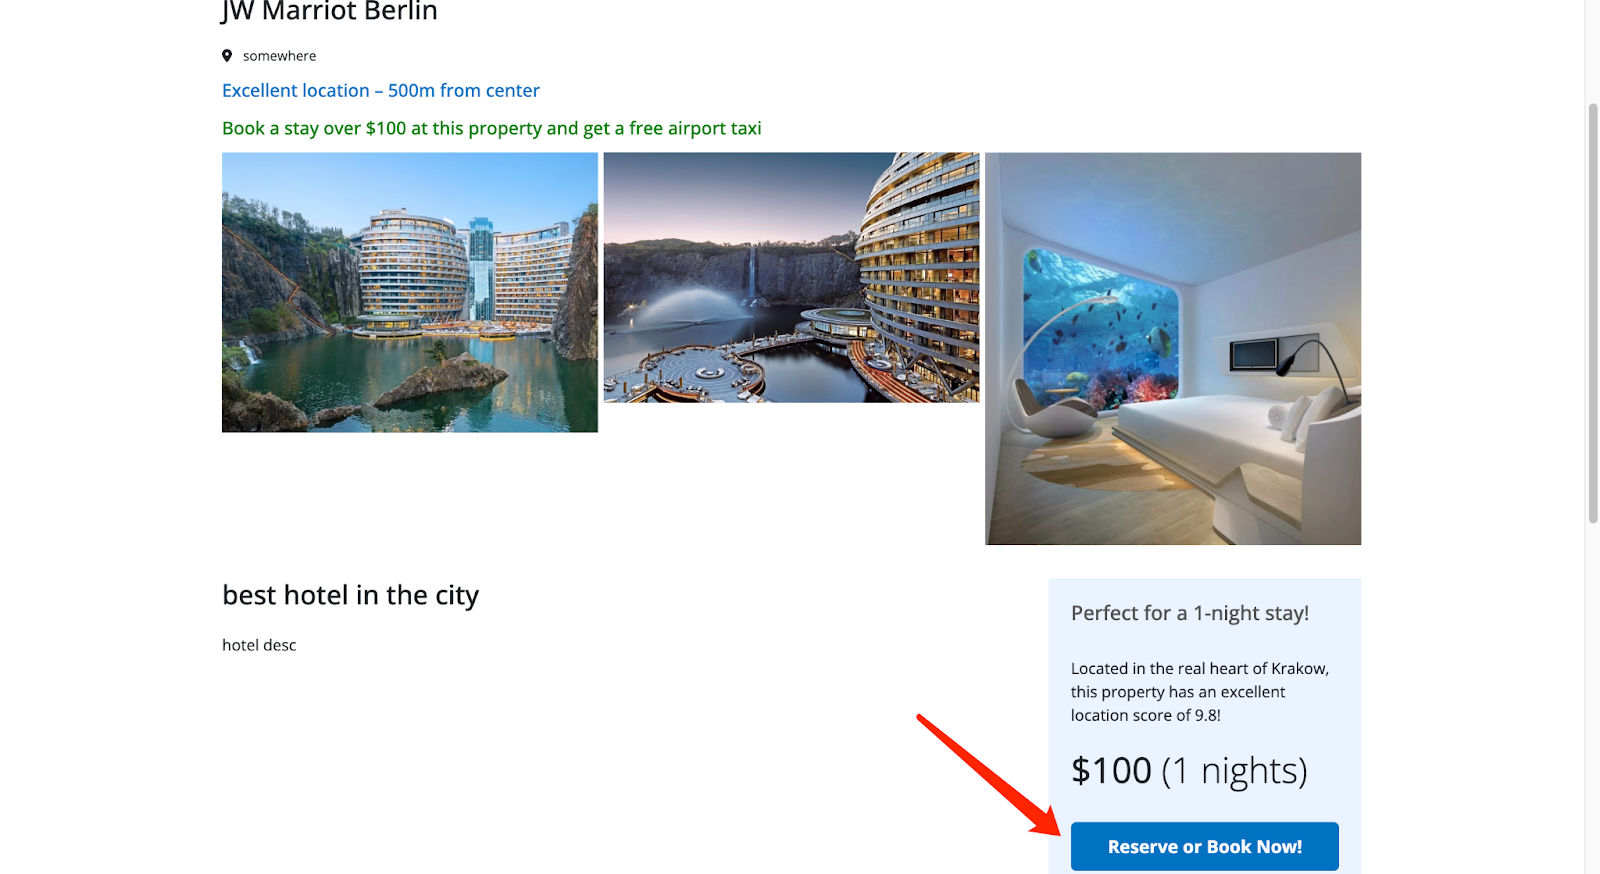 JW Marriot Berlin
somewhere
Excellent location – 500m from center
Book a stay over $100 at this property and get a free airport taxi
best hotel in the city
hotel desc
Perfect for a 1-night stay!
Located in the real heart of Krakow,
this property has an excellent
location score of 9.8!
$100 (1 nights)
Reserve or Book Now!